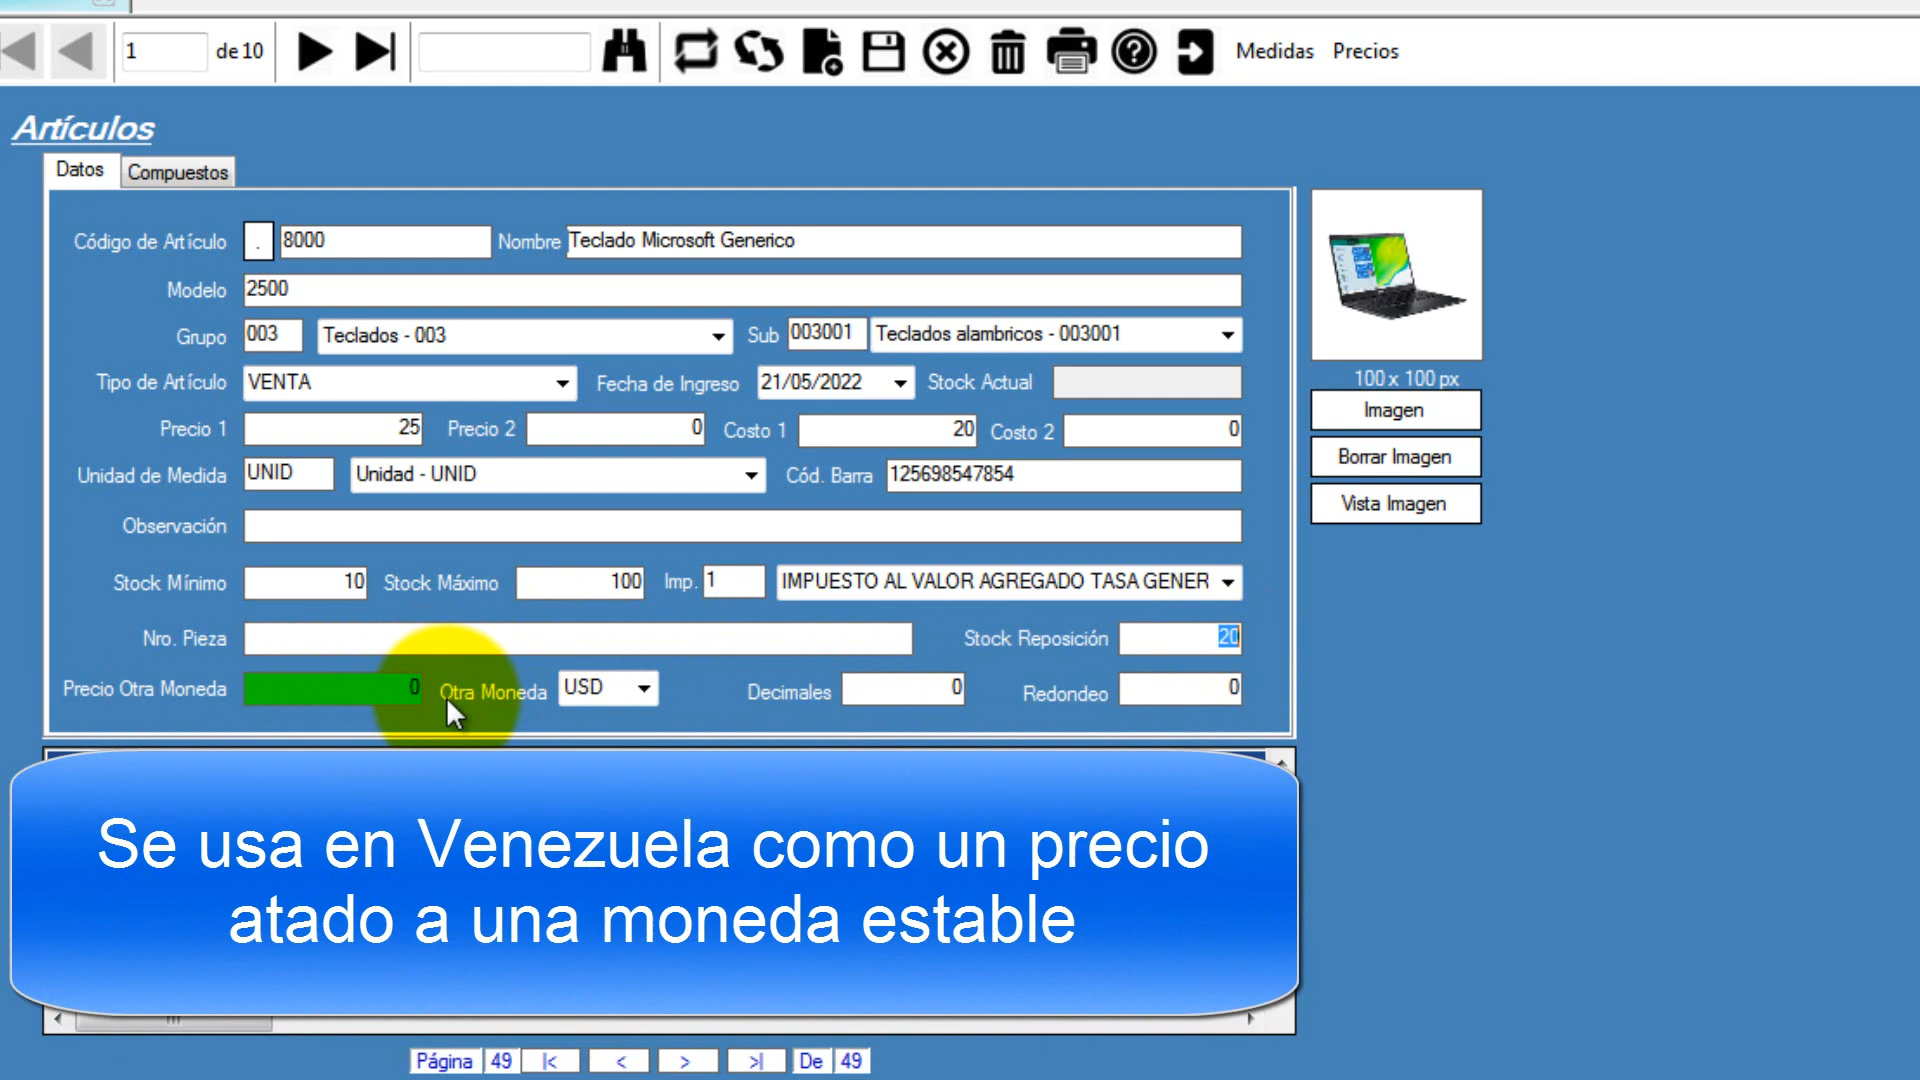 1 de 10 Medidas Precios
Artículos
Datos Compuestos
Código de Artículo . 8000 Nombre Teclado Microsoft Generico
Modelo 2500
Grupo 003 Teclados - 003 Sub 003001 Teclados alambricos - 003001
Tipo de Artículo VENTA Fecha de Ingreso 21/05/2022 Stock Actual
Precio 1 25 Precio 2 0 Costo 1 20 Costo 2 0
Unidad de Medida UNID Unidad - UNID Cód. Barra 125698547854
Observación
Stock Mínimo 10 Stock Máximo 100 Imp. 1 IMPUESTO AL VALOR AGREGADO TASA GENER
Nro. Pieza Stock Reposición 20
Precio Otra Moneda 0 Otra Moneda USD Decimales 0 Redondeo 0
100 x 100 px
Imagen
Borrar Imagen
Vista Imagen
Se usa en Venezuela como un precio
atado a una moneda estable
Página 49 |< < > >| De 49